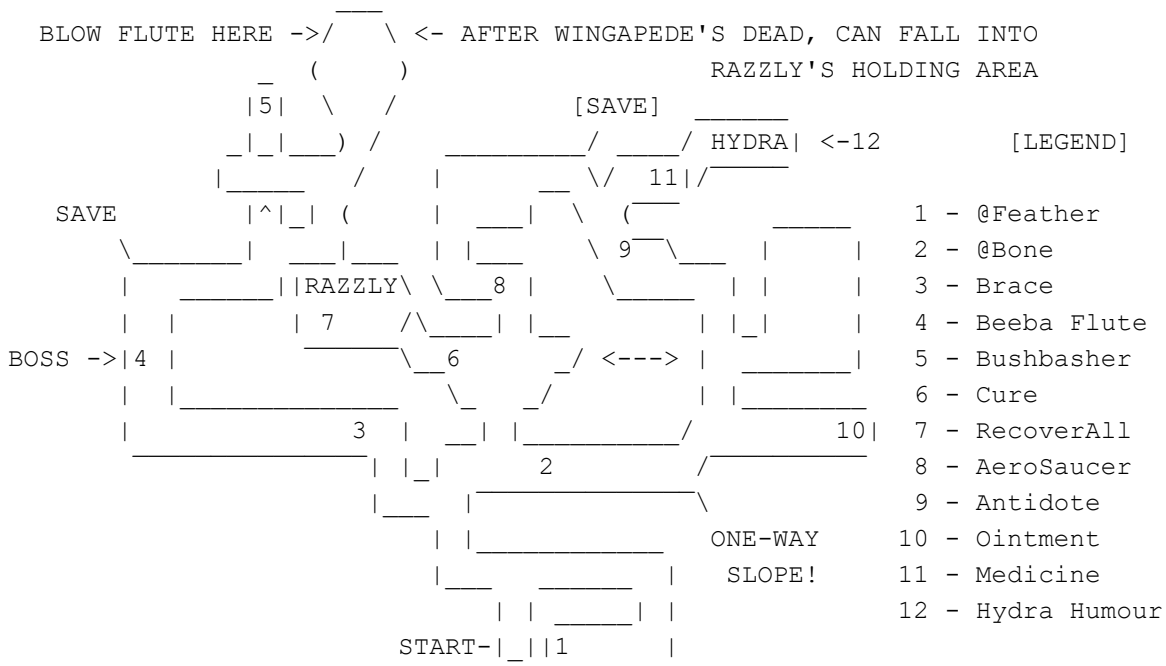 BLOW FLUTE HERE ->/ \ <- AFTER WINGAPEDE'S DEAD, CAN FALL INTO
RAZZLY'S HOLDING AREA
5 [SAVE]
HYDRA <-12 [LEGEND]
11
SAVE ^ 1 - @Feather
9 2 - @Bone
RAZZLY 8 3 - Brace
7 4 - Beeba Flute
BOSS -> 4 6 <---> 5 - Bushbasher
6 - Cure
3 10 7 - RecoverAll
2 8 - AeroSaucer
9 - Antidote
ONE-WAY 10 - Ointment
SLOPE! 11 - Medicine
12 - Hydra Humour
START- 1